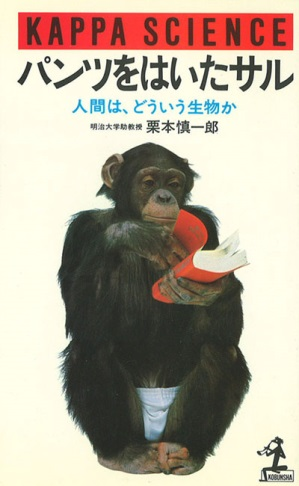 KAPPA SCIENCE
パンツをはいたサル
人間は、どういう生物か
明治大学助教授 栗本慎一郎
KOBUNSHA